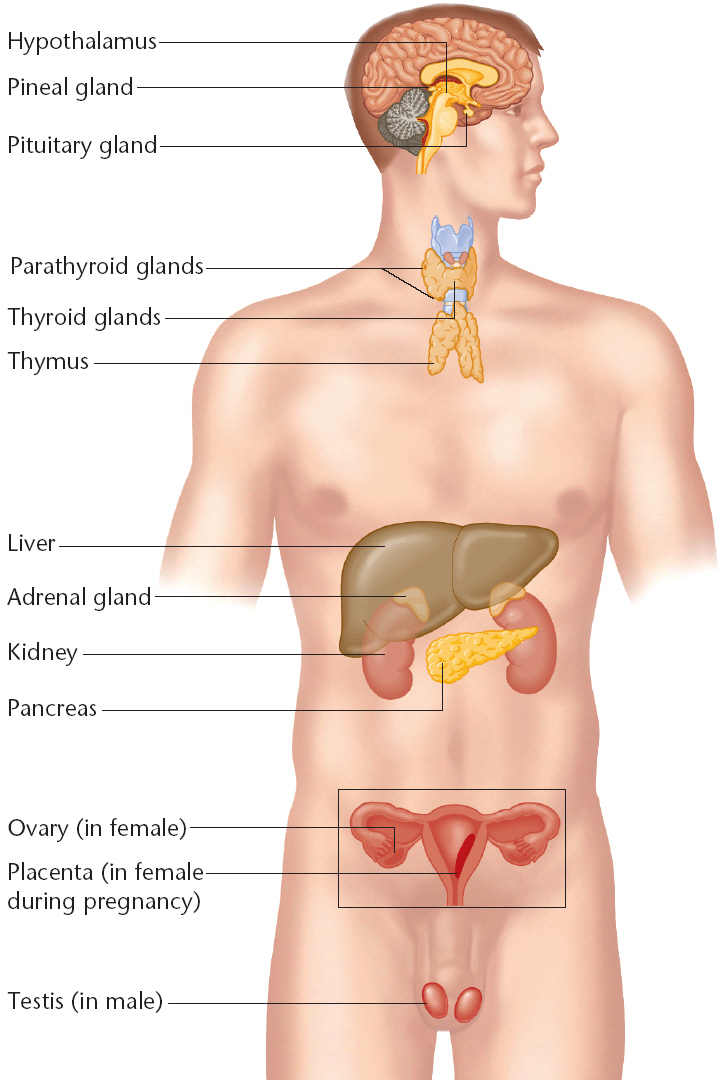 Hypothalamus
Pineal gland
Pituitary gland
Parathyroid glands
Thyroid glands
Thymus
Liver
Adrenal gland
Kidney
Pancreas
Ovary (in female)
Placenta (in female
during pregnancy)
Testis (in male)